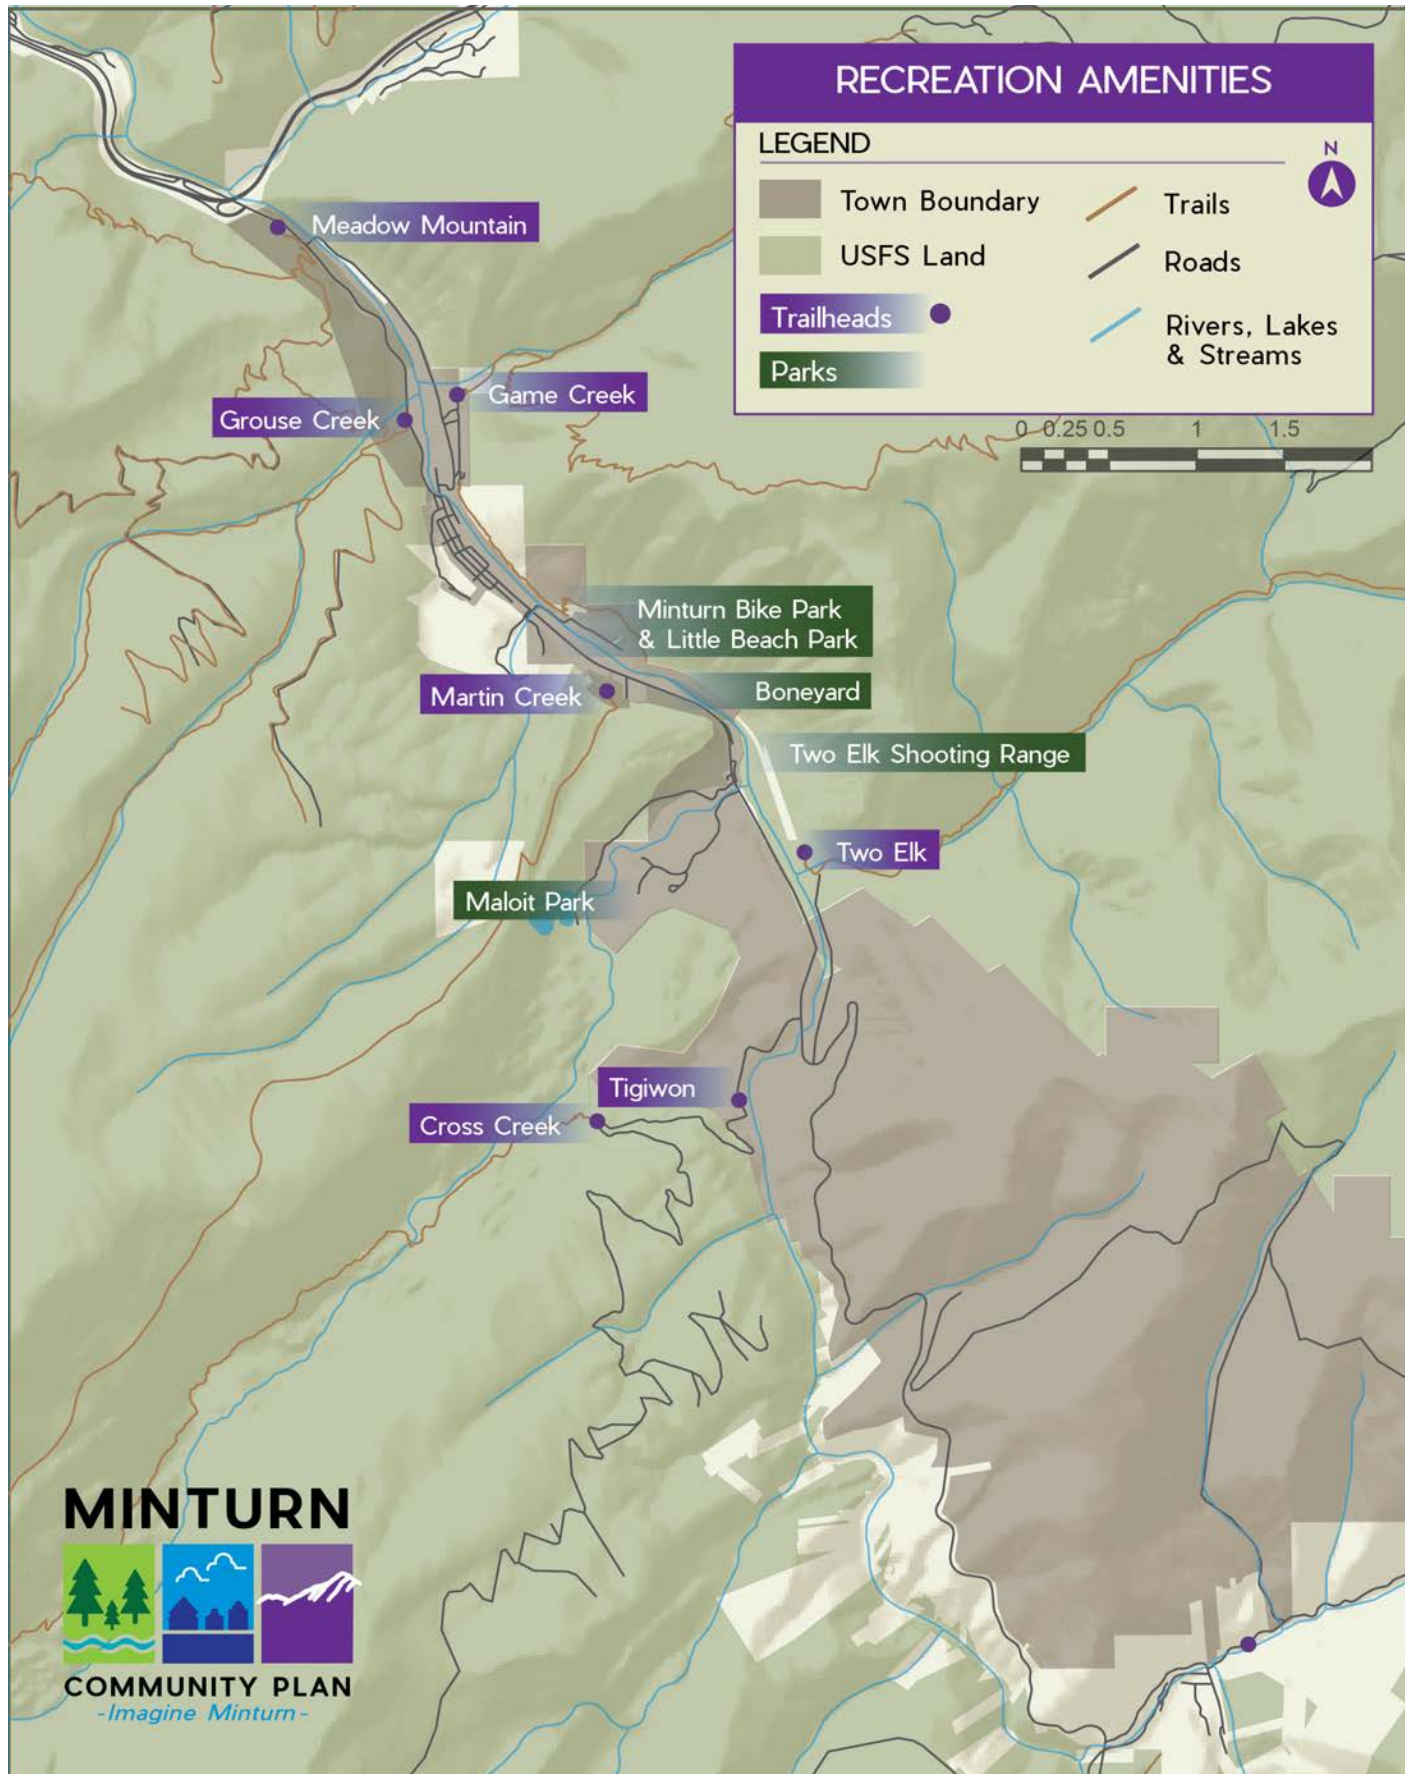 RECREATION AMENITIES
LEGEND
N
Town Boundary
Trails
USFS Land
Roads
Trailheads
Rivers, Lakes
& Streams
Parks
0 0.25 0.5 1 1.5
Meadow Mountain
Game Creek
Grouse Creek
Minturn Bike Park
& Little Beach Park
Martin Creek
Boneyard
Two Elk Shooting Range
Two Elk
Maloit Park
Tigiwon
Cross Creek
MINTURN
COMMUNITY PLAN
-Imagine Minturn-